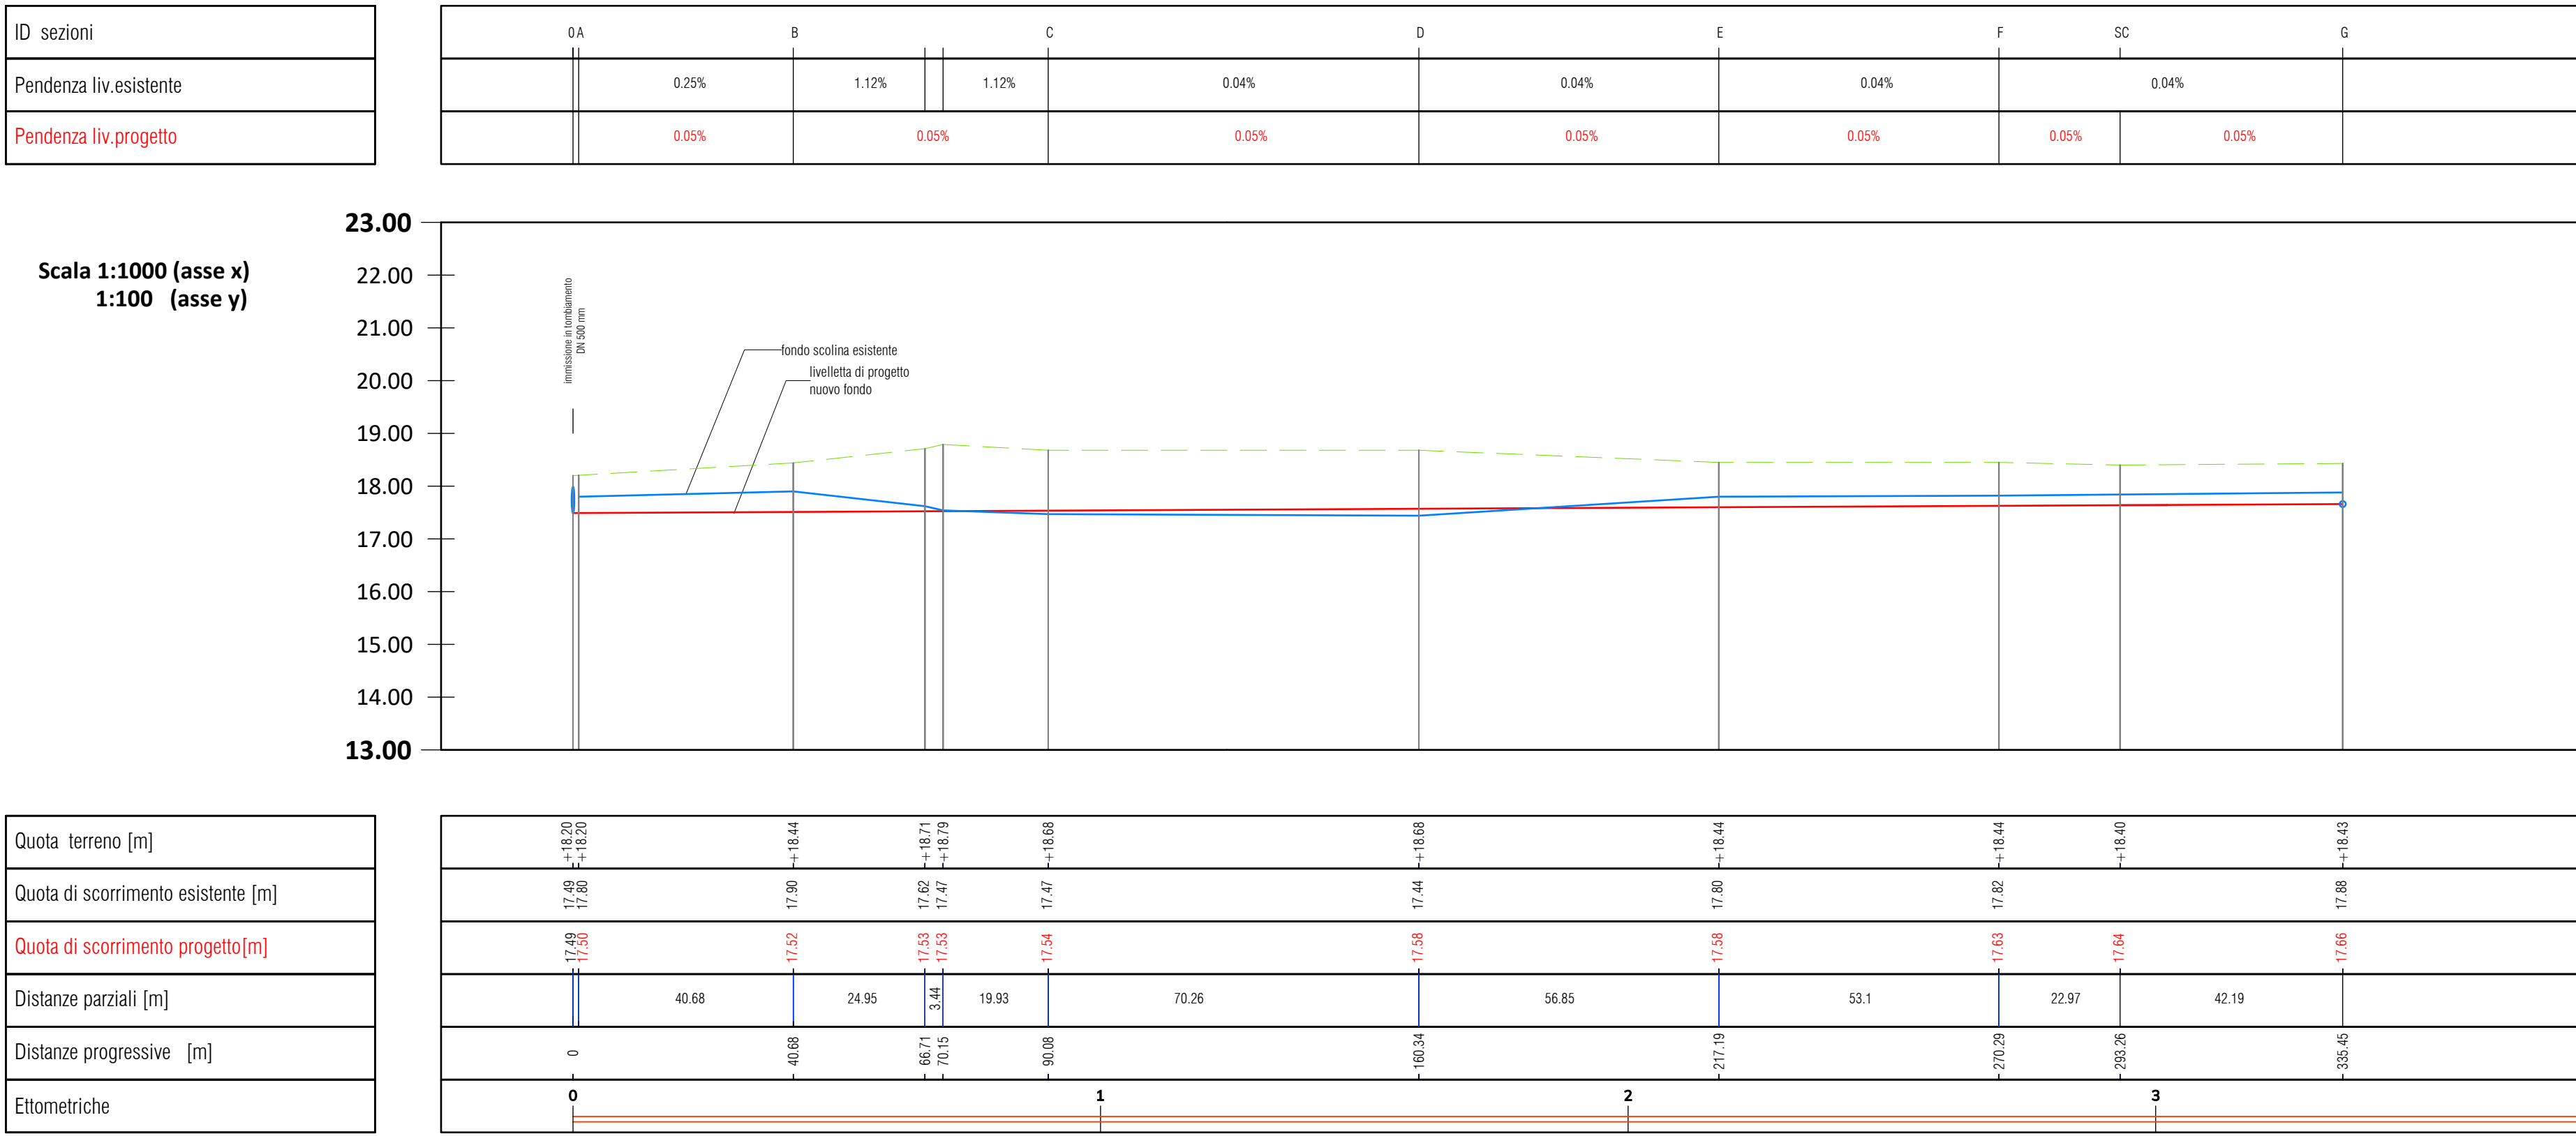 ID sezioni
0 A B C D E F SC G
Pendenza liv.esistente
0.25% 1.12% 1.12% 0.04% 0.04% 0.04% 0.04%
Pendenza liv.progetto
0.05% 0.05% 0.05% 0.05% 0.05% 0.05% 0.05%
23.00
Scala 1:1000 (asse x)
1:100 (asse y)
22.00
21.00
20.00
19.00
18.00
17.00
16.00
15.00
14.00
13.00
immissione in tombiamento
DN 500 mm
fondo scolina esistente
livelletta di progetto
nuovo fondo
Quota terreno [m]
+18.20 +18.20 +18.44 +18.71 +18.79 +18.68 +18.68 +18.44 +18.44 +18.40 +18.43
Quota di scorrimento esistente [m]
17.49 17.80 17.90 17.62 17.47 17.47 17.44 17.80 17.82 17.88
Quota di scorrimento progetto[m]
17.49 17.50 17.52 17.53 17.53 17.54 17.58 17.58 17.63 17.64 17.66
Distanze parziali [m]
40.68 24.95 3.44 19.93 70.26 56.85 53.1 22.97 42.19
Distanze progressive [m]
0 40.68 66.71 70.15 90.08 160.34 217.19 270.29 293.26 335.45
Ettometriche
0 1 2 3